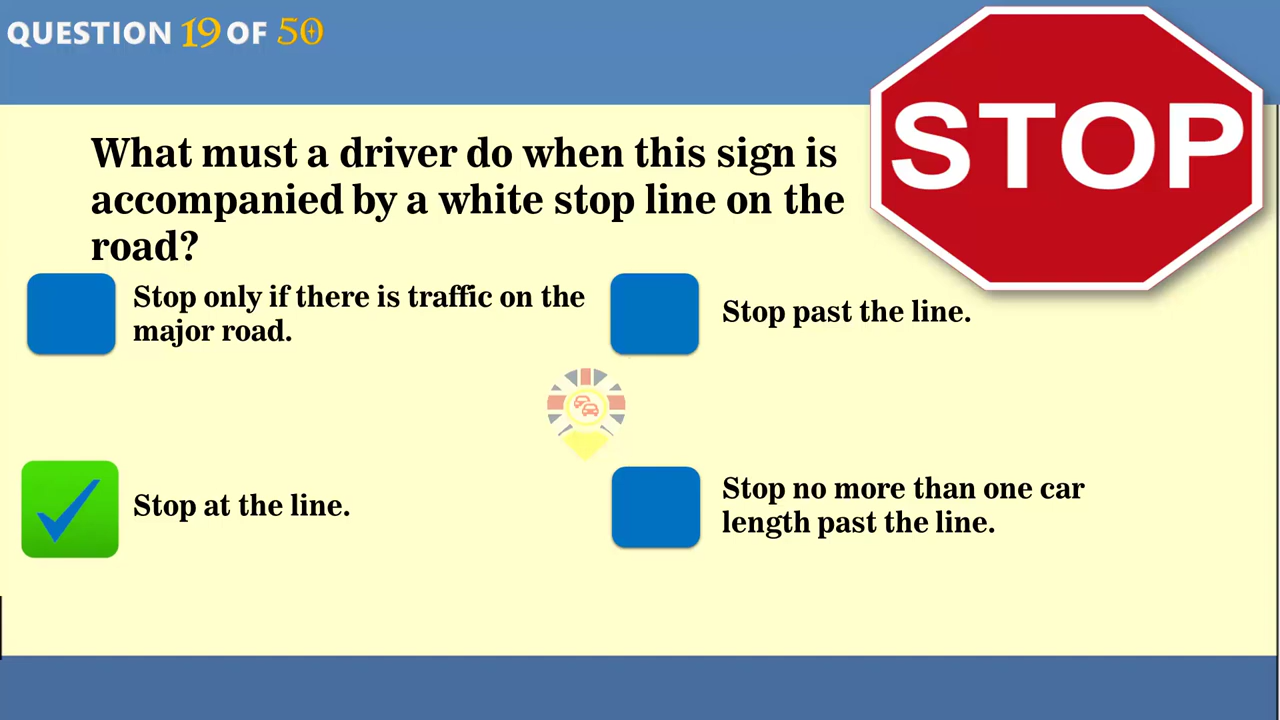 QUESTION 19 OF 50
STOP
What must a driver do when this sign is
accompanied by a white stop line on the
road?
Stop only if there is traffic on the
major road.
Stop past the line.
Stop at the line.
Stop no more than one car
length past the line.